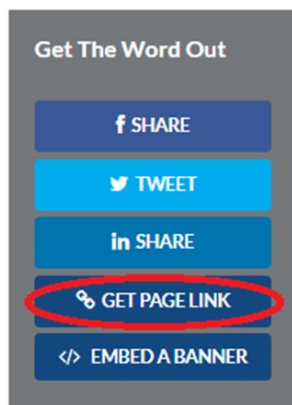 Get The Word Out
f SHARE
TWEET
in SHARE
GET PAGE LINK
</> EMBED A BANNER